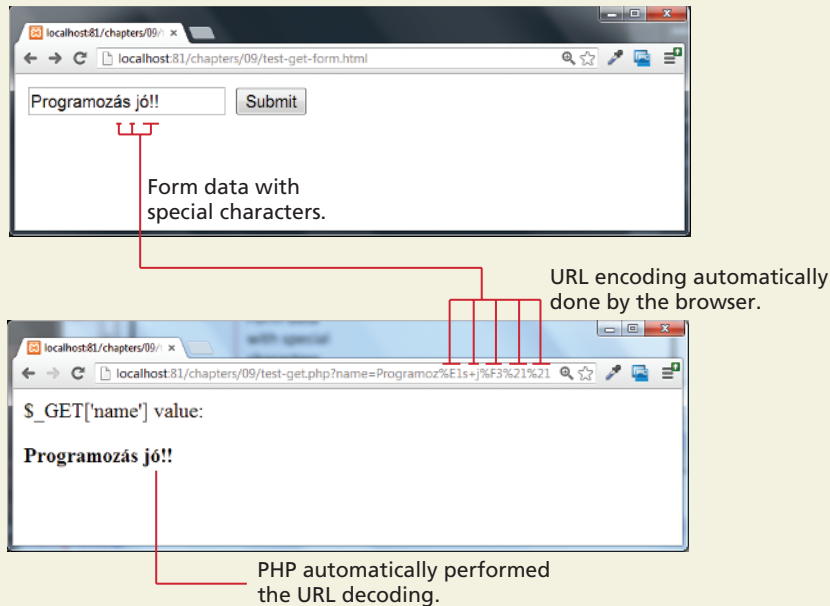 localhost:81/chapters/09/
localhost:81/chapters/09/test-get-form.html
Programozás jó!!
Submit
Form data with
special characters.
URL encoding automatically
done by the browser.
with special
localhost:81/chapters/09/
localhost:81/chapters/09/test-get.php?name=Programoz%E1s+j%F3%21%21
$_GET['name'] value:
Programozás jó!!
PHP automatically performed
the URL decoding.